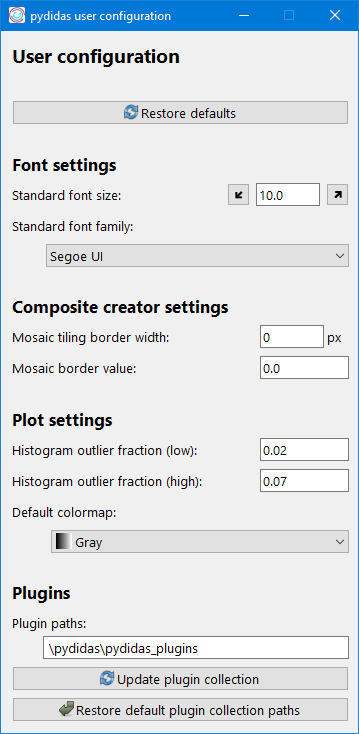 pydidas user configuration
User configuration
Restore defaults
Font settings
Standard font size: 10.0
Standard font family:
Segoe UI
Composite creator settings
Mosaic tiling border width: 0 px
Mosaic border value: 0.0
Plot settings
Histogram outlier fraction (low): 0.02
Histogram outlier fraction (high): 0.07
Default colormap:
Gray
Plugins
Plugin paths:
\pydidas\pydidas_plugins
Update plugin collection
Restore default plugin collection paths